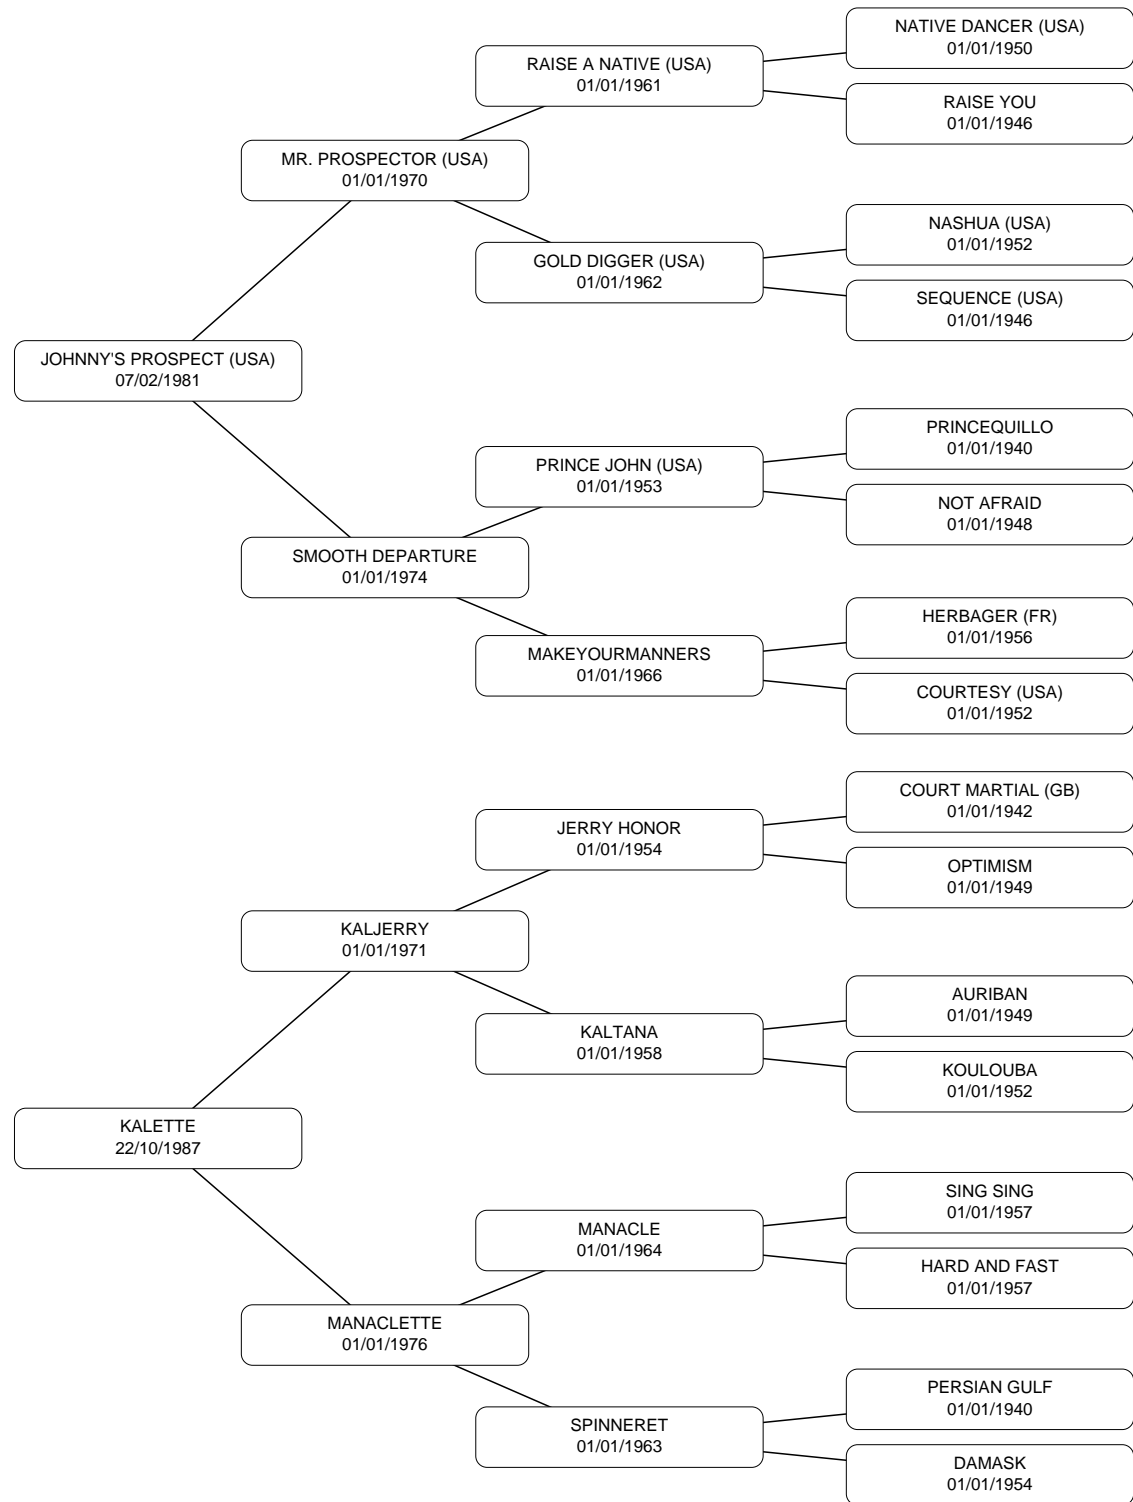 NATIVE DANCER (USA)
01/01/1950
RAISE A NATIVE (USA)
01/01/1961
RAISE YOU
01/01/1946
MR. PROSPECTOR (USA)
01/01/1970
NASHUA (USA)
01/01/1952
GOLD DIGGER (USA)
01/01/1962
SEQUENCE (USA)
01/01/1946
JOHNNY'S PROSPECT (USA)
07/02/1981
PRINCEQUILLO
01/01/1940
PRINCE JOHN (USA)
01/01/1953
NOT AFRAID
01/01/1948
SMOOTH DEPARTURE
01/01/1974
HERBAGER (FR)
01/01/1956
MAKEYOURMANNERS
01/01/1966
COURTESY (USA)
01/01/1952
COURT MARTIAL (GB)
01/01/1942
JERRY HONOR
01/01/1954
OPTIMISM
01/01/1949
KALJERRY
01/01/1971
AURIBAN
01/01/1949
KALTANA
01/01/1958
KOULOUBA
01/01/1952
KALETTE
22/10/1987
SING SING
01/01/1957
MANACLE
01/01/1964
HARD AND FAST
01/01/1957
MANACLETTE
01/01/1976
PERSIAN GULF
01/01/1940
SPINNERET
01/01/1963
DAMASK
01/01/1954